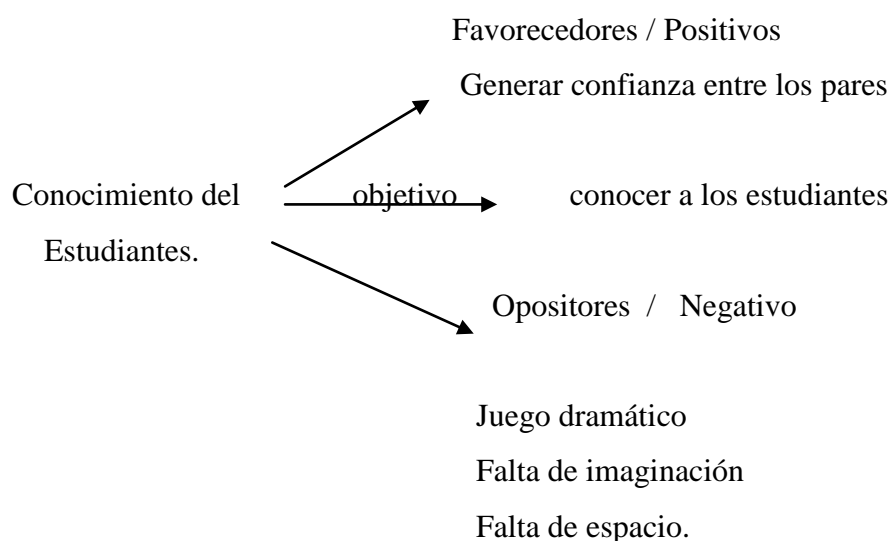 Favorecedores / Positivos
Generar confianza entre los pares
Conocimiento del objetivo conocer a los estudiantes
Estudiantes.
Opositores / Negativo
Juego dramático
Falta de imaginación
Falta de espacio.